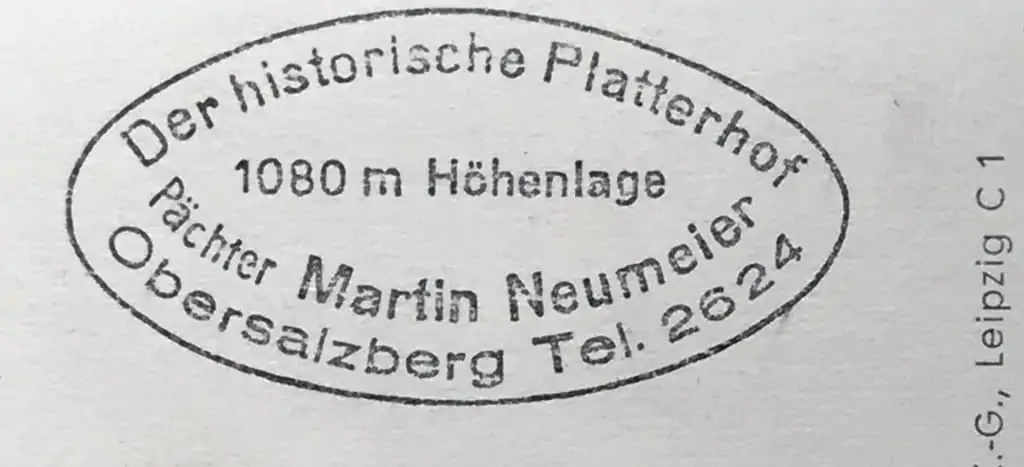 Der historische Platterhof
1080 m Höhenlage
Pächter Martin Neumeier
Obersalzberg Tel. 2624
.-G., Leipzig C 1